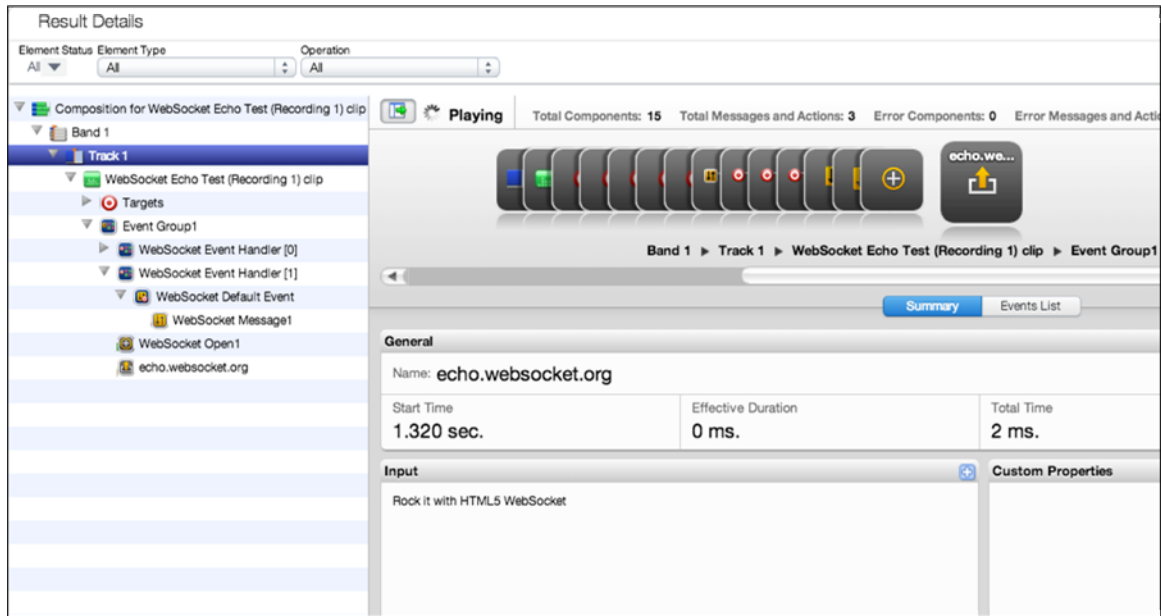 Result Details
Element Status Element Type Operation
All All All
Composition for WebSocket Echo Test (Recording 1) clip
Band 1
Track 1
WebSocket Echo Test (Recording 1) clip
Targets
Event Group1
WebSocket Event Handler [0]
WebSocket Event Handler [1]
WebSocket Default Event
WebSocket Message1
WebSocket Open1
echo.websocket.org
Playing Total Components: 15 Total Messages and Actions: 3 Error Components: 0 Error Messages and Acti
echo.we...
Band 1 ▶ Track 1 ▶ WebSocket Echo Test (Recording 1) clip ▶ Event Group1
Summary Events List
General
Name: echo.websocket.org
Start Time Effective Duration Total Time
1.320 sec. 0 ms. 2 ms.
Input Custom Properties
Rock it with HTML5 WebSocket